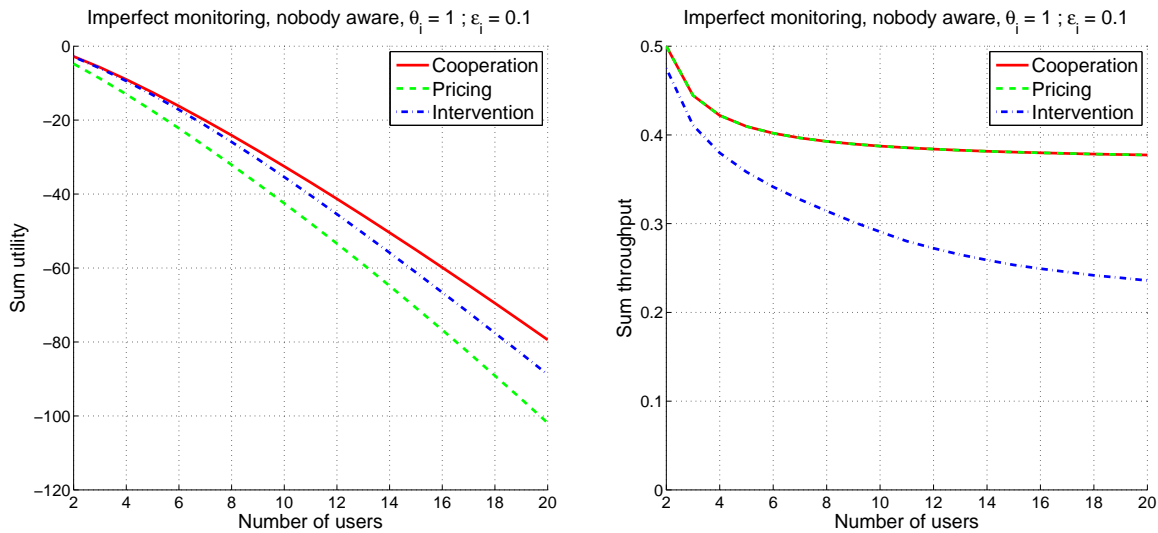 Imperfect monitoring, nobody aware, θi = 1 ; εi = 0.1
0
−20
−40
−60
−80
−100
−120
2 4 6 8 10 12 14 16 18 20
Number of users
Sum utility
Cooperation
Pricing
Intervention
Imperfect monitoring, nobody aware, θi = 1 ; εi = 0.1
0.5
0.4
0.3
0.2
0.1
0
2 4 6 8 10 12 14 16 18 20
Number of users
Sum throughput
Cooperation
Pricing
Intervention